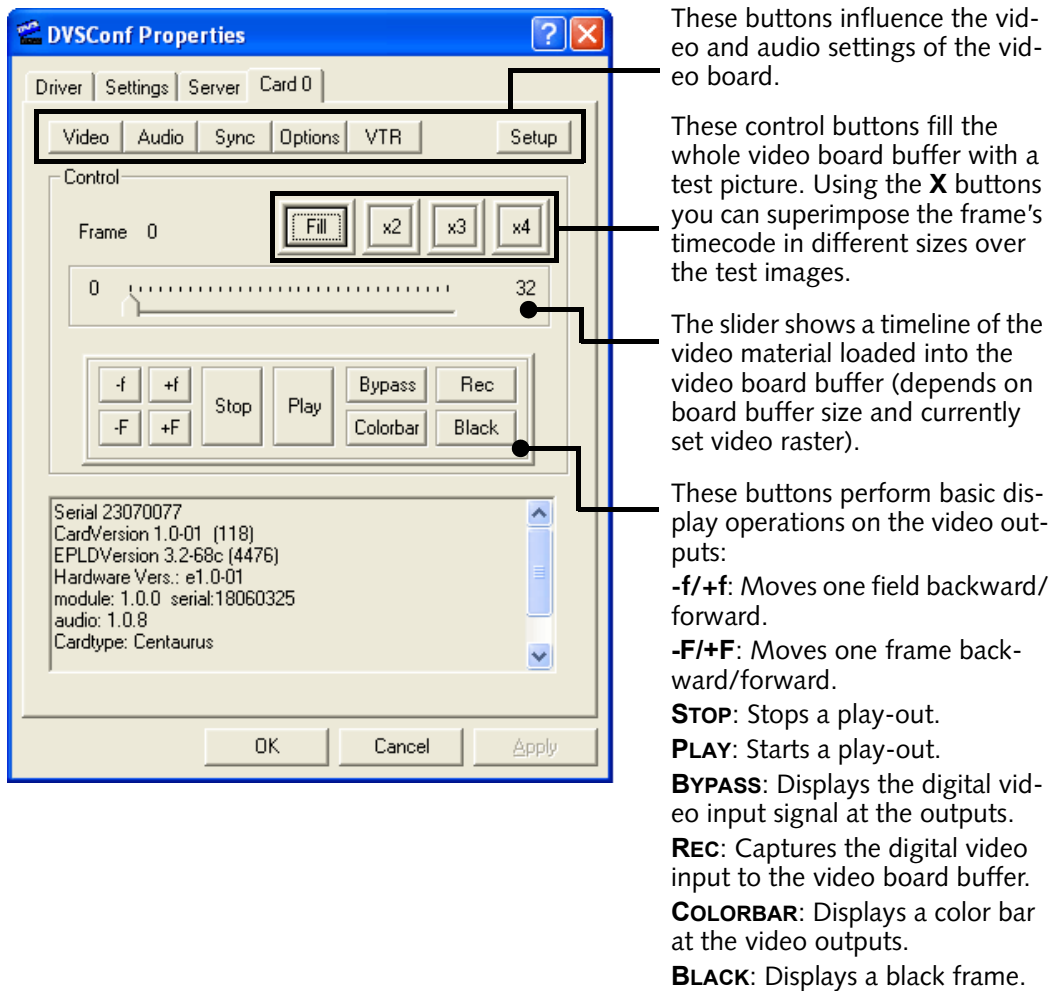 DVSConf Properties
Driver Settings Server Card 0
Video Audio Sync Options VTR Setup
Control
Frame 0 Fill x2 x3 x4
0 32
-f +f Stop Play Bypass Rec
-F +F Colorbar Black
Serial 23070077
CardVersion 1.0-01 (118)
EPLDVersion 3.2-68c (4476)
Hardware Vers.: e1.0-01
module: 1.0.0 serial:18060325
audio: 1.0.8
Cardtype: Centaurus
OK Cancel Apply
These buttons influence the vid-
eo and audio settings of the vid-
eo board.
These control buttons fill the
whole video board buffer with a
test picture. Using the X buttons
you can superimpose the frame’s
timecode in different sizes over
the test images.
The slider shows a timeline of the
video material loaded into the
video board buffer (depends on
board buffer size and currently
set video raster).
These buttons perform basic dis-
play operations on the video out-
puts:
-f/+f: Moves one field backward/
forward.
-F/+F: Moves one frame back-
ward/forward.
STOP: Stops a play-out.
PLAY: Starts a play-out.
BYPASS: Displays the digital vid-
eo input signal at the outputs.
REC: Captures the digital video
input to the video board buffer.
COLORBAR: Displays a color bar
at the video outputs.
BLACK: Displays a black frame.